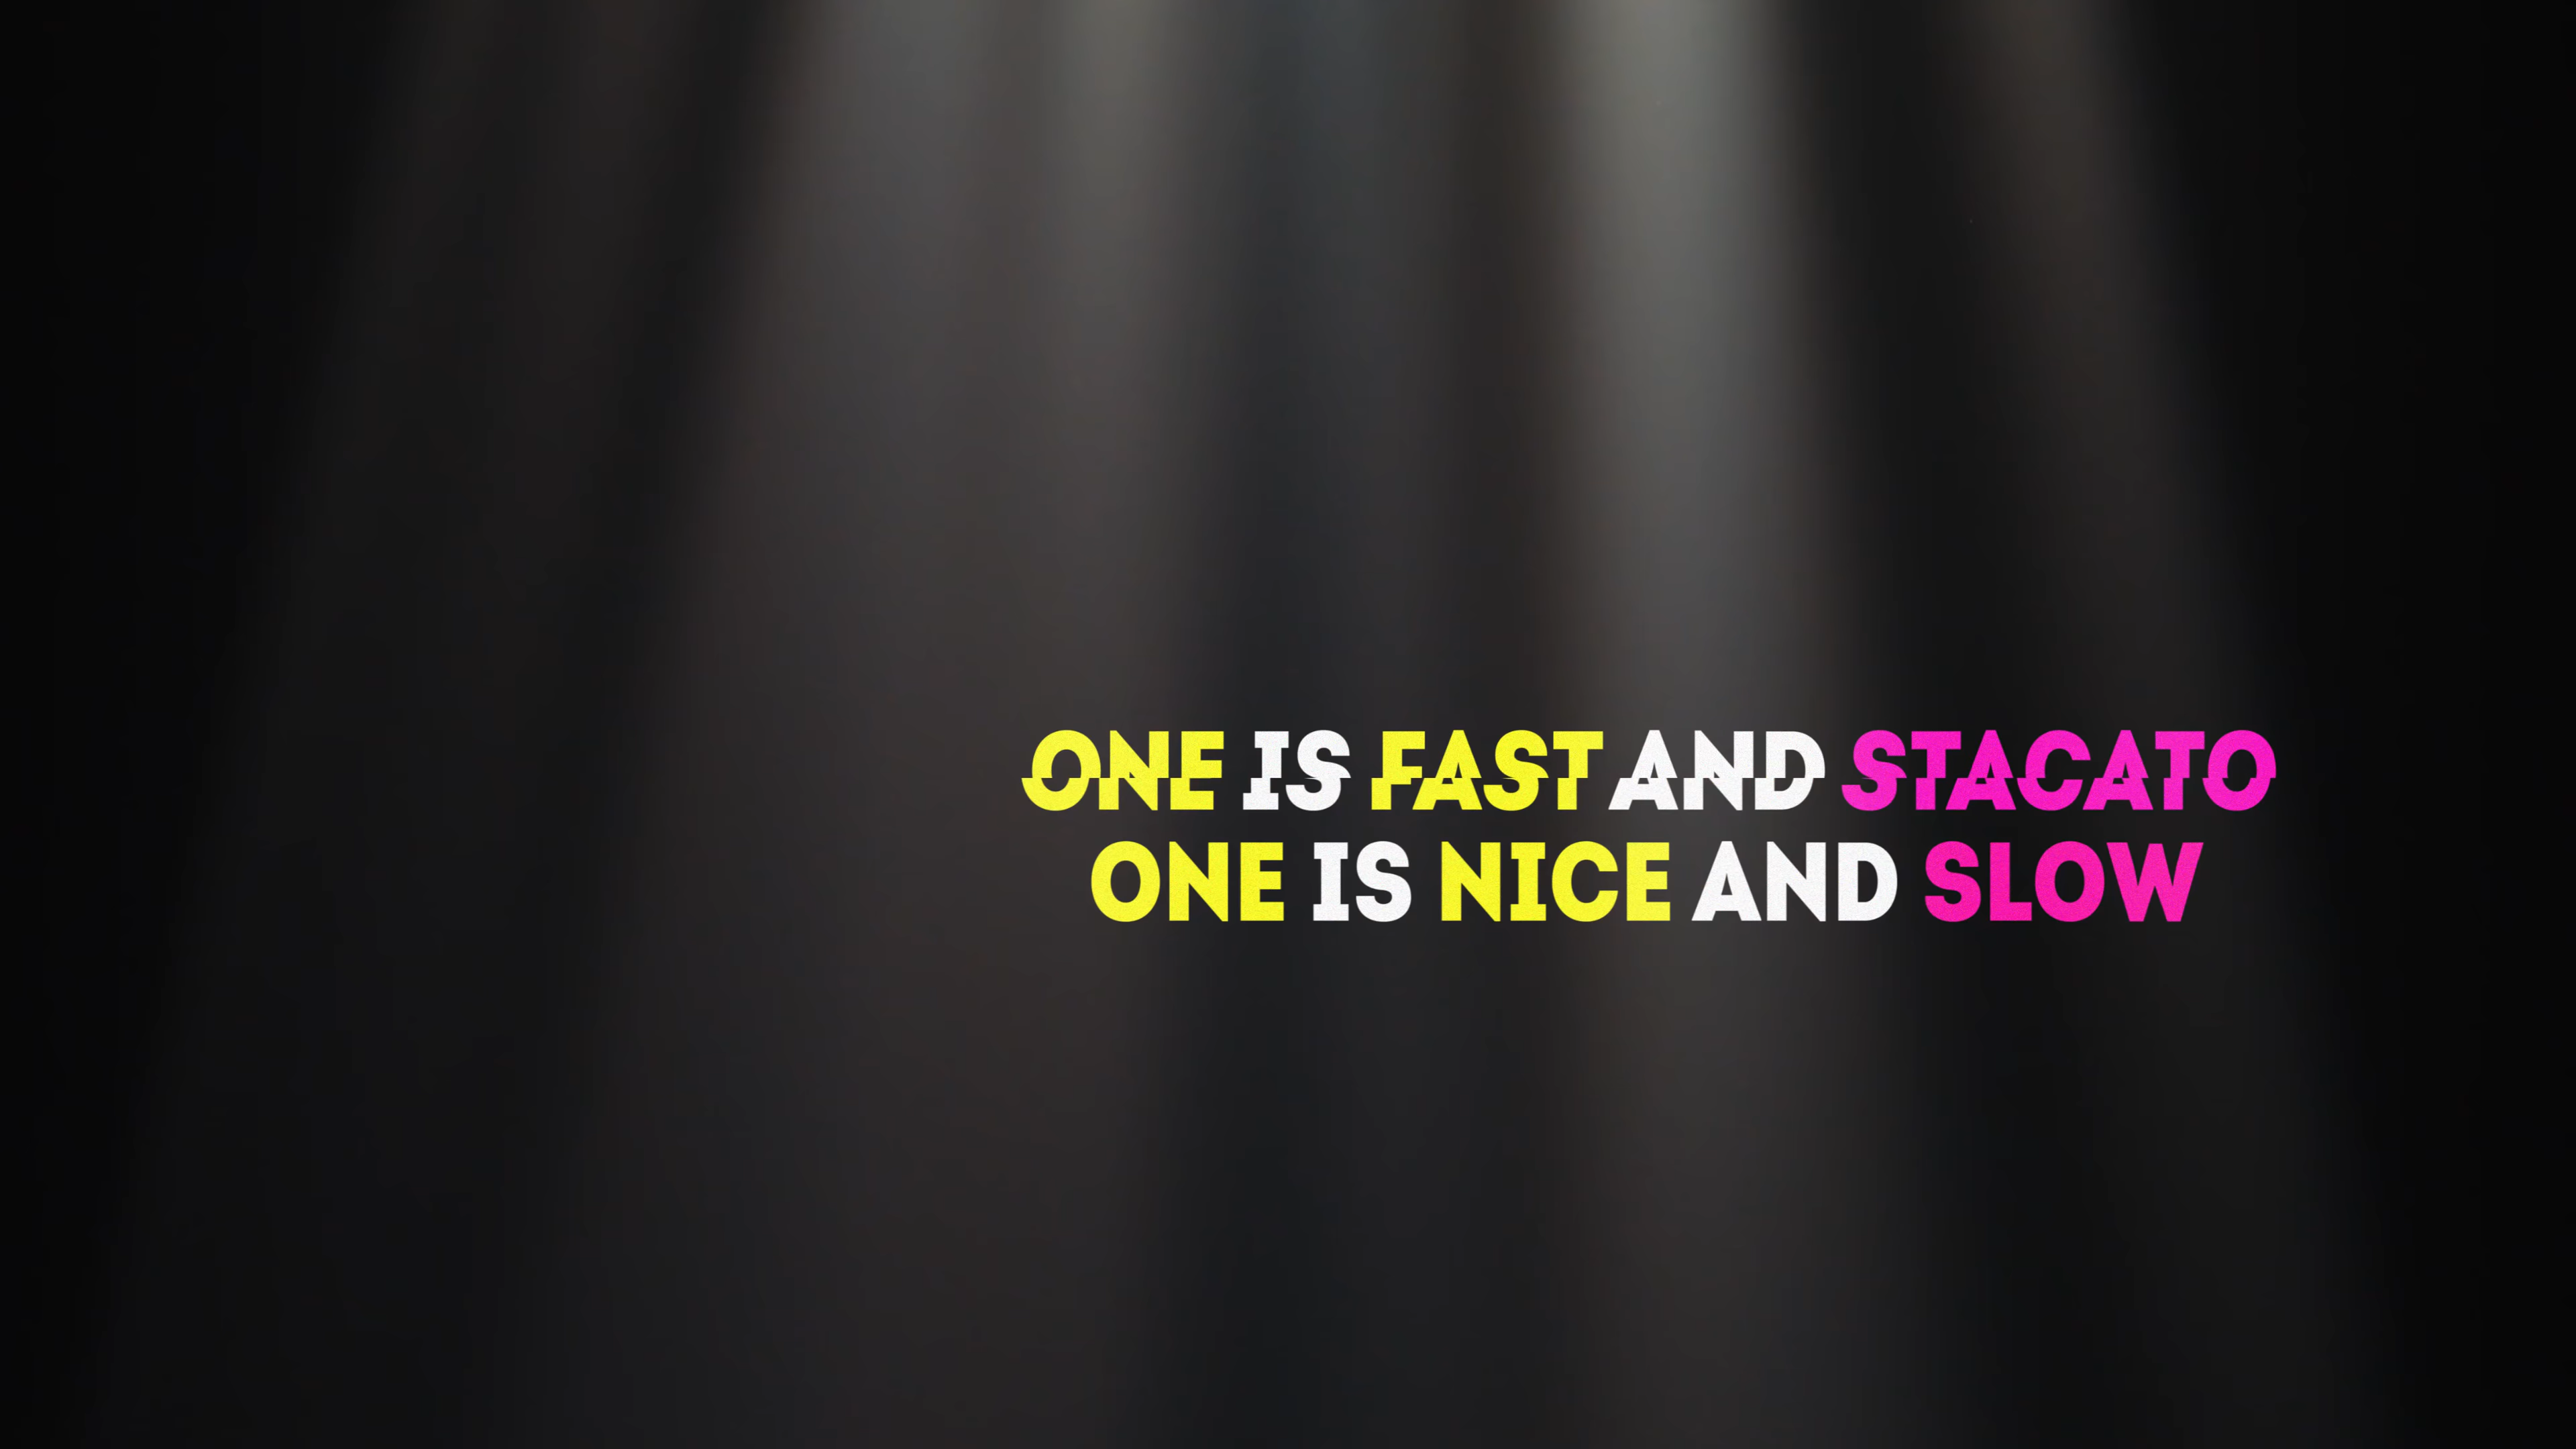 ONE IS FAST AND STACATO
ONE IS NICE AND SLOW